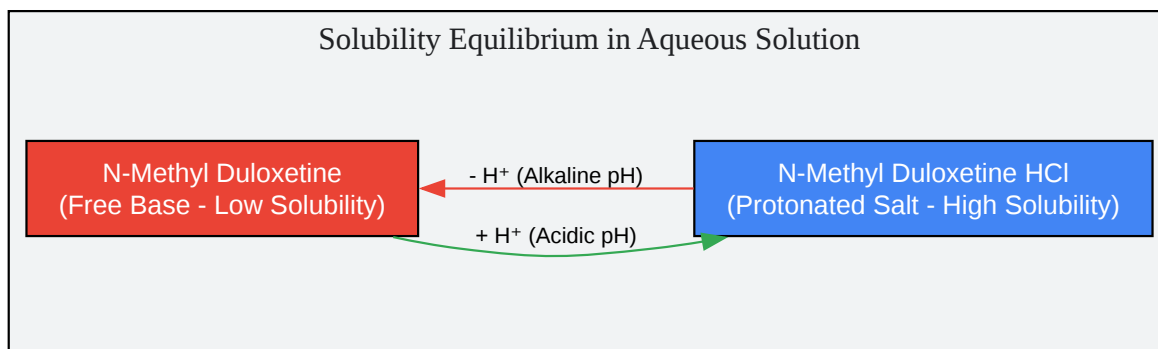 Solubility Equilibrium in Aqueous Solution
N-Methyl Duloxetine
(Free Base - Low Solubility)
- H⁺ (Alkaline pH)
+ H⁺ (Acidic pH)
N-Methyl Duloxetine HCl
(Protonated Salt - High Solubility)